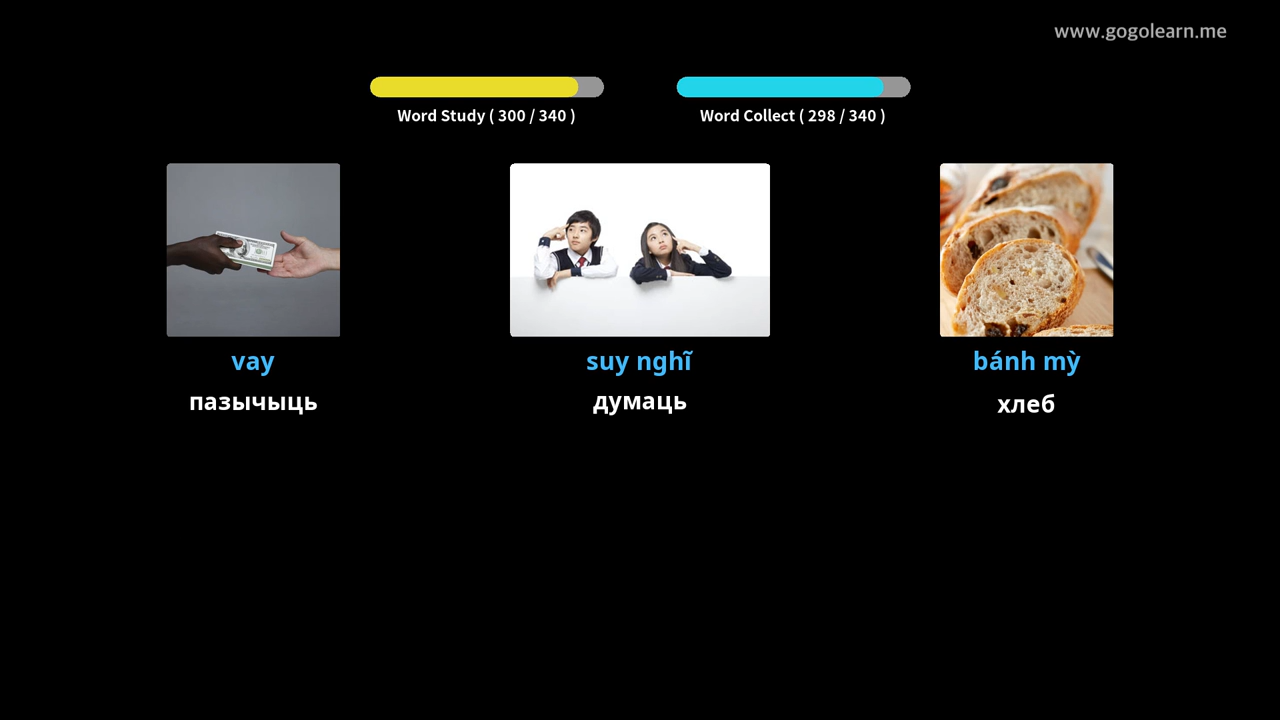 www.gogolearn.me
Word Study ( 300 / 340 )
Word Collect ( 298 / 340 )
vay
suy nghĩ
bánh mỳ
пазычыць
думаць
хлеб